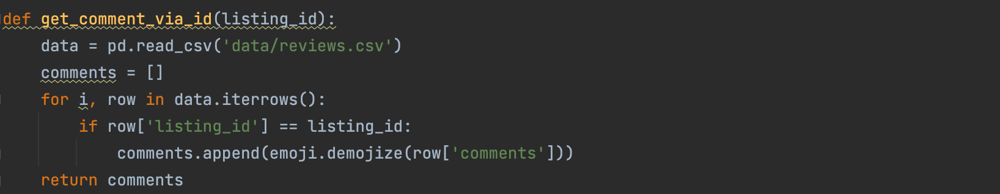 def get_comment_via_id(listing_id):
    data = pd.read_csv('data/reviews.csv')
    comments = []
    for i, row in data.iterrows():
        if row['listing_id'] == listing_id:
            comments.append(emoji.demojize(row['comments']))
    return comments